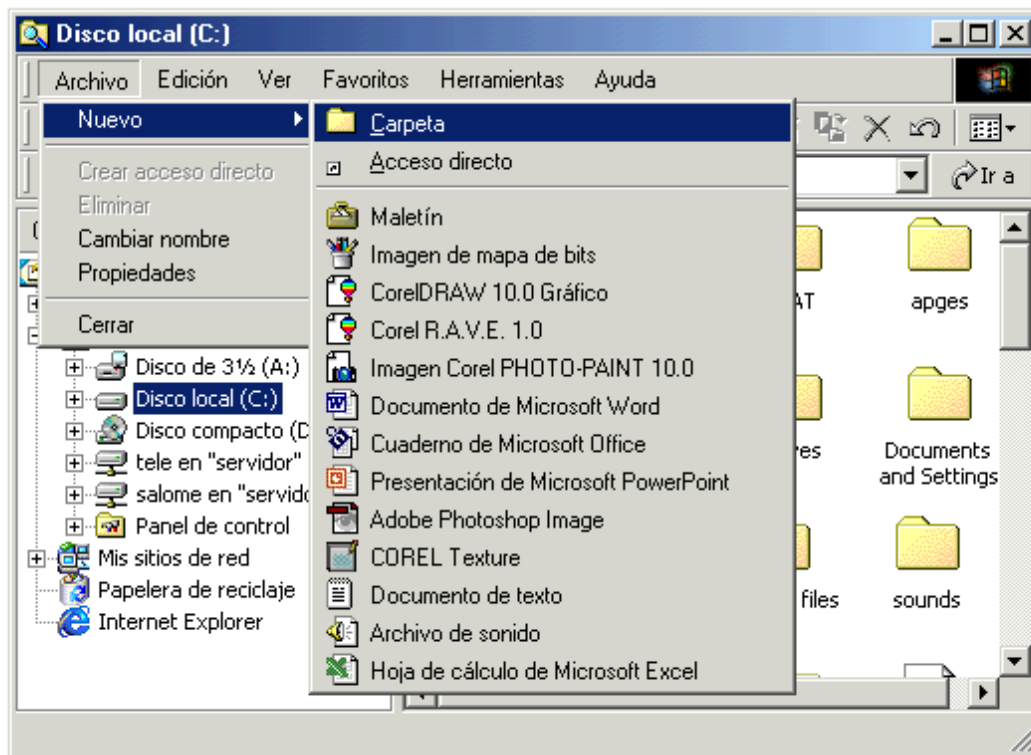 Disco local (C:)
Archivo Edición Ver Favoritos Herramientas Ayuda
Nuevo
Crear acceso directo
Eliminar
Cambiar nombre
Propiedades
Cerrar
Carpeta
Acceso directo
Maletín
Imagen de mapa de bits
CorelDRAW 10.0 Gráfico
Corel R.A.V.E. 1.0
Imagen Corel PHOTO-PAINT 10.0
Documento de Microsoft Word
Cuaderno de Microsoft Office
Presentación de Microsoft PowerPoint
Adobe Photoshop Image
COREL Texture
Documento de texto
Archivo de sonido
Hoja de cálculo de Microsoft Excel
Ir a
Disco de 3½ (A:)
Disco local (C:)
Disco compacto (D
tele en "servidor"
salome en "servido
Panel de control
Mis sitios de red
Papelera de reciclaje
Internet Explorer
apges
Documents
and Settings
files
sounds